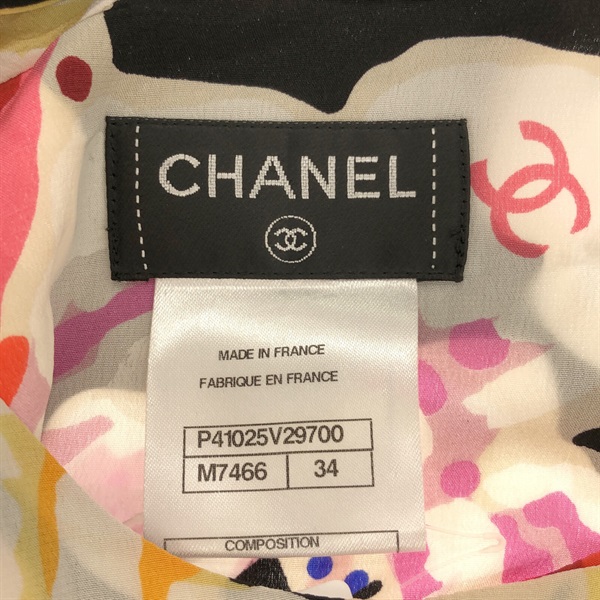 CHANEL
MADE IN FRANCE
FABRIQUE EN FRANCE
P41025V29700
M7466 34
COMPOSITION